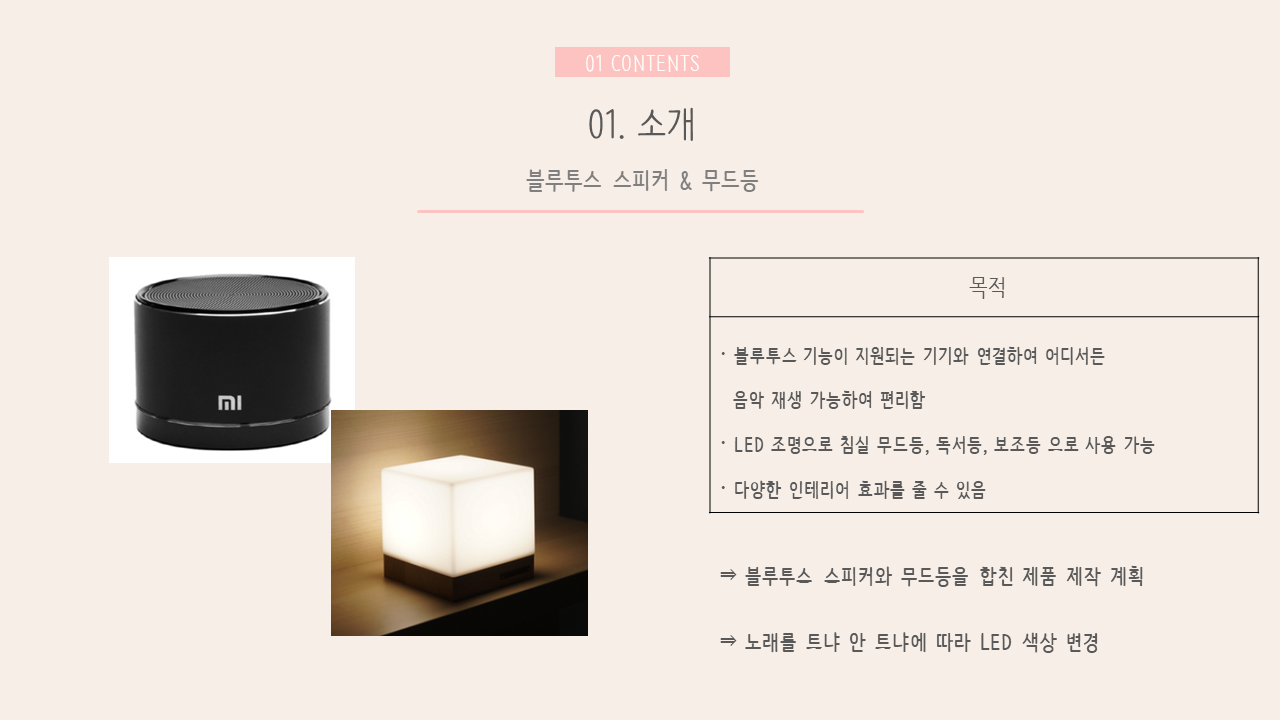 01 CONTENTS
01. 소개
블루투스 스피커 & 무드등
MI
목적
· 블루투스 기능이 지원되는 기기와 연결하여 어디서든
음악 재생 가능하여 편리함
· LED 조명으로 침실 무드등, 독서등, 보조등 으로 사용 가능
· 다양한 인테리어 효과를 줄 수 있음
⇒ 블루투스 스피커와 무드등을 합친 제품 제작 계획
⇒ 노래를 트냐 안 트냐에 따라 LED 색상 변경